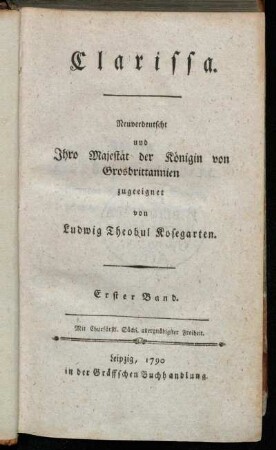 Clarissa.
Neuverdeutscht
und
Ihro Majestät der Königin von
Grosbrittannien
zugeeignet
von
Ludwig Theobul Kosegarten.
Erster Band.
Mit Churfürstl. Sächs. allergnädigster Freiheit.
Leipzig, 1790
in der Gräffschen Buchhandlung.